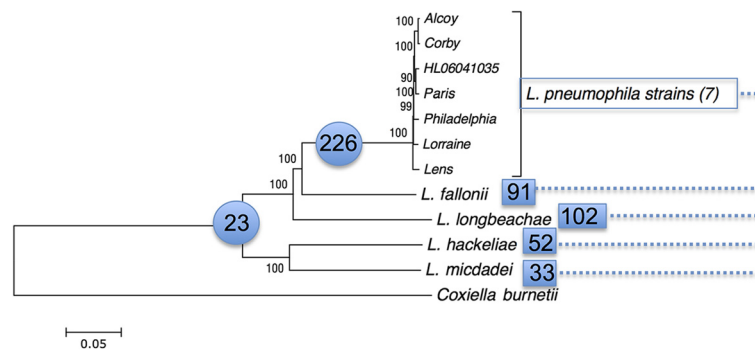 100 Alcoy
100 Corby
HL06041035
90
100 Paris
99
Philadelphia
100
Lorraine
Lens
L. pneumophila strains (7)
226
100
100
L. fallonii 91
23
L. longbeachae 102
L. hackeliae 52
100
L. micdadei 33
Coxiella burnetii
0.05